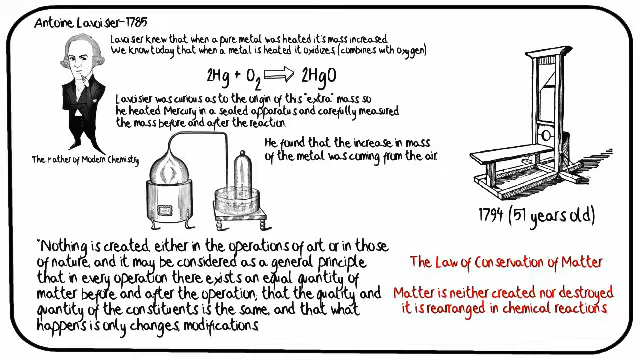 Antoine Lavoiser-1785
Lavoiser knew that when a pure metal was heated it's mass increased
We know today that when a metal is heated it oxidizes, (combines with oxygen)
2Hg + O₂ ⟹ 2HgO
Lavoisier was curious as to the origin of this "extra" mass so
he heated Mercury in a sealed apparatus and carefully measured
the mass before and after the reaction
The Father of Modern Chemistry
He found that the increase in mass
of the metal was coming from the air.
1794 (51 years old)
"Nothing is created either in the operations of art or in those
of nature, and it may be considered as a general principle
that in every operation there exists an equal quantity of
matter before and after the operation, that the quality and
quantity of the constituents is the same, and that what
happens is only changes, modifications
The Law of Conservation of Matter
Matter is neither created nor destroyed
it is rearranged in chemical reactions